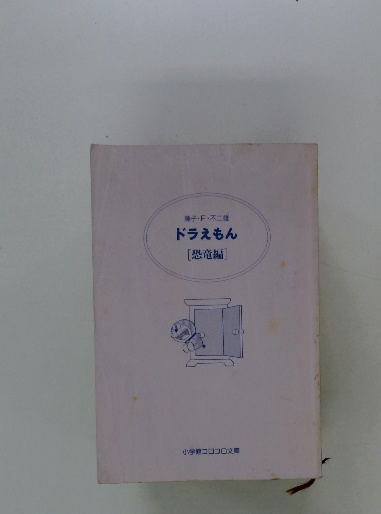 藤子・F・不二雄
ドラえもん
[恐竜編]
小学館コロコロ文庫